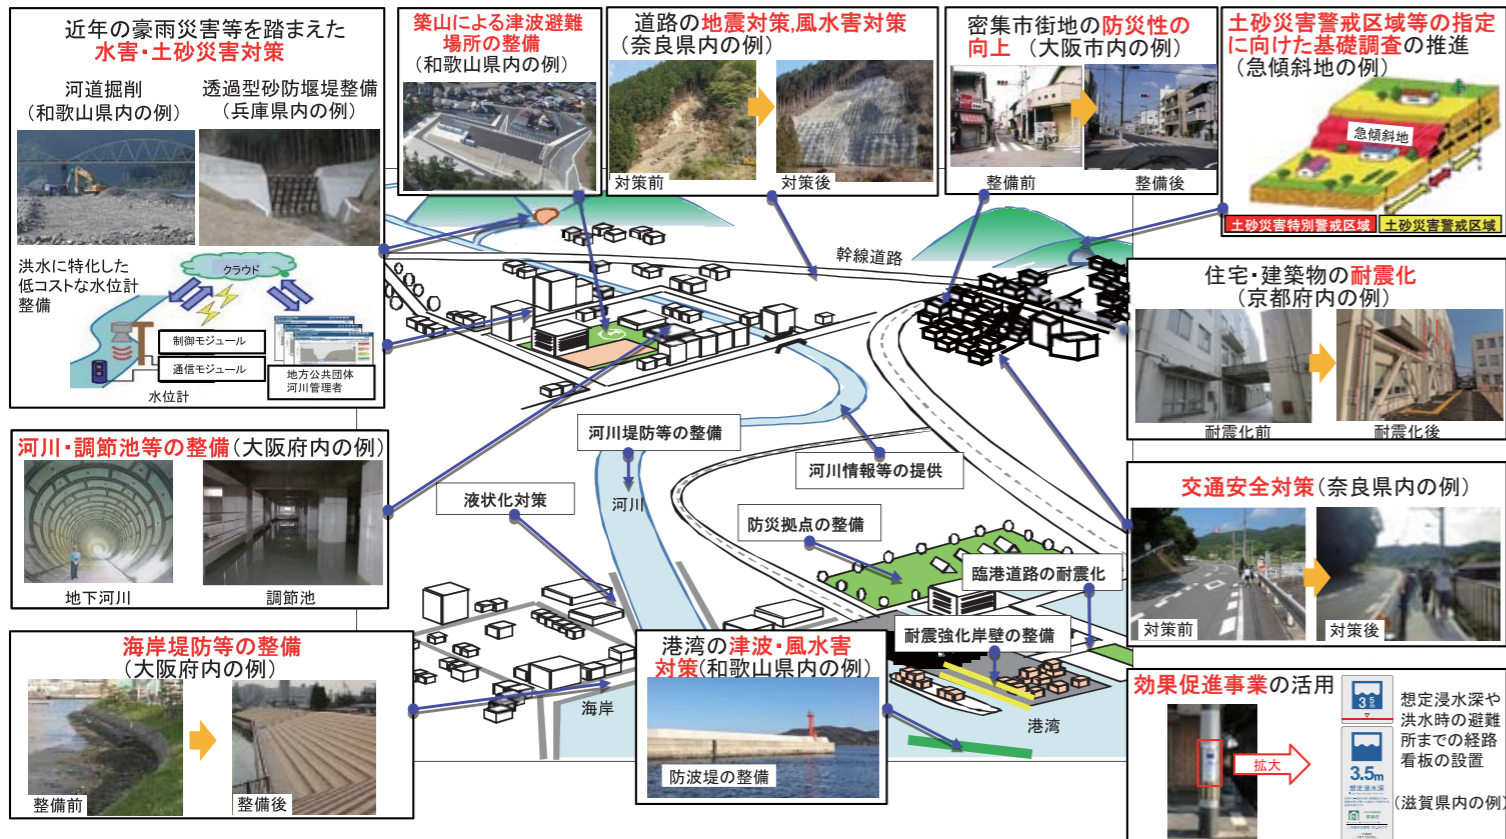 近年の豪雨災害等を踏まえた
水害・土砂災害対策
河道掘削
(和歌山県内の例)
透過型砂防堰堤整備
(兵庫県内の例)
洪水に特化した
低コストな水位計
整備
クラウド
制御モジュール
通信モジュール
水位計
地方公共団体
河川管理者
築山による津波避難
場所の整備
(和歌山県内の例)
道路の地震対策,風水害対策
(奈良県内の例)
対策前
対策後
密集市街地の防災性の
向上(大阪市内の例)
整備前
整備後
土砂災害警戒区域等の指定
に向けた基礎調査の推進
(急傾斜地の例)
急傾斜地
土砂災害特別警戒区域
土砂災害警戒区域
幹線道路
住宅・建築物の耐震化
(京都府内の例)
耐震化前
耐震化後
河川・調節池等の整備(大阪府内の例)
地下河川
調節池
河川堤防等の整備
河川
河川情報等の提供
液状化対策
防災拠点の整備
臨港道路の耐震化
耐震強化岸壁の整備
交通安全対策(奈良県内の例)
対策前
対策後
海岸堤防等の整備
(大阪府内の例)
整備前
整備後
海岸
港湾の津波・風水害
対策(和歌山県内の例)
防波堤の整備
港湾
効果促進事業の活用
拡大
3.5m
想定浸水深
想定浸水深や
洪水時の避難
所までの経路
看板の設置
(滋賀県内の例)